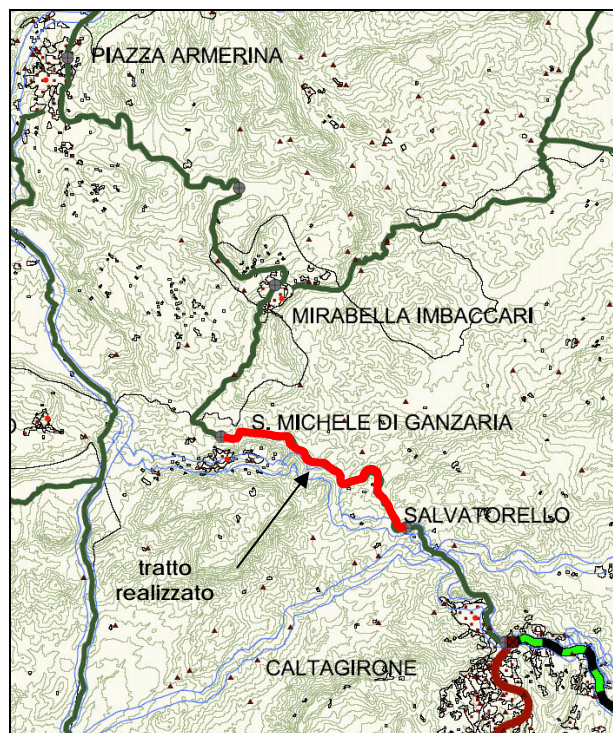 PIAZZA ARMERINA
MIRABELLA IMBACCARI
S. MICHELE DI GANZARIA
SALVATORELLO
tratto
realizzato
CALTAGIRONE